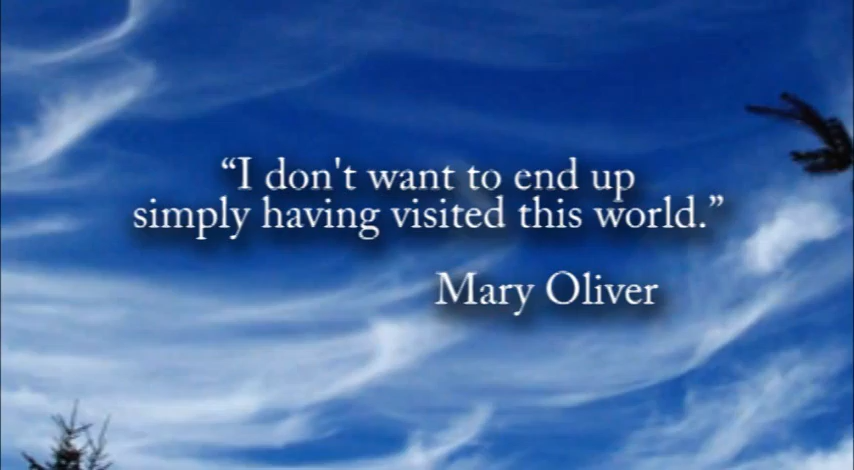 “I don't want to end up
simply having visited this world.”
Mary Oliver